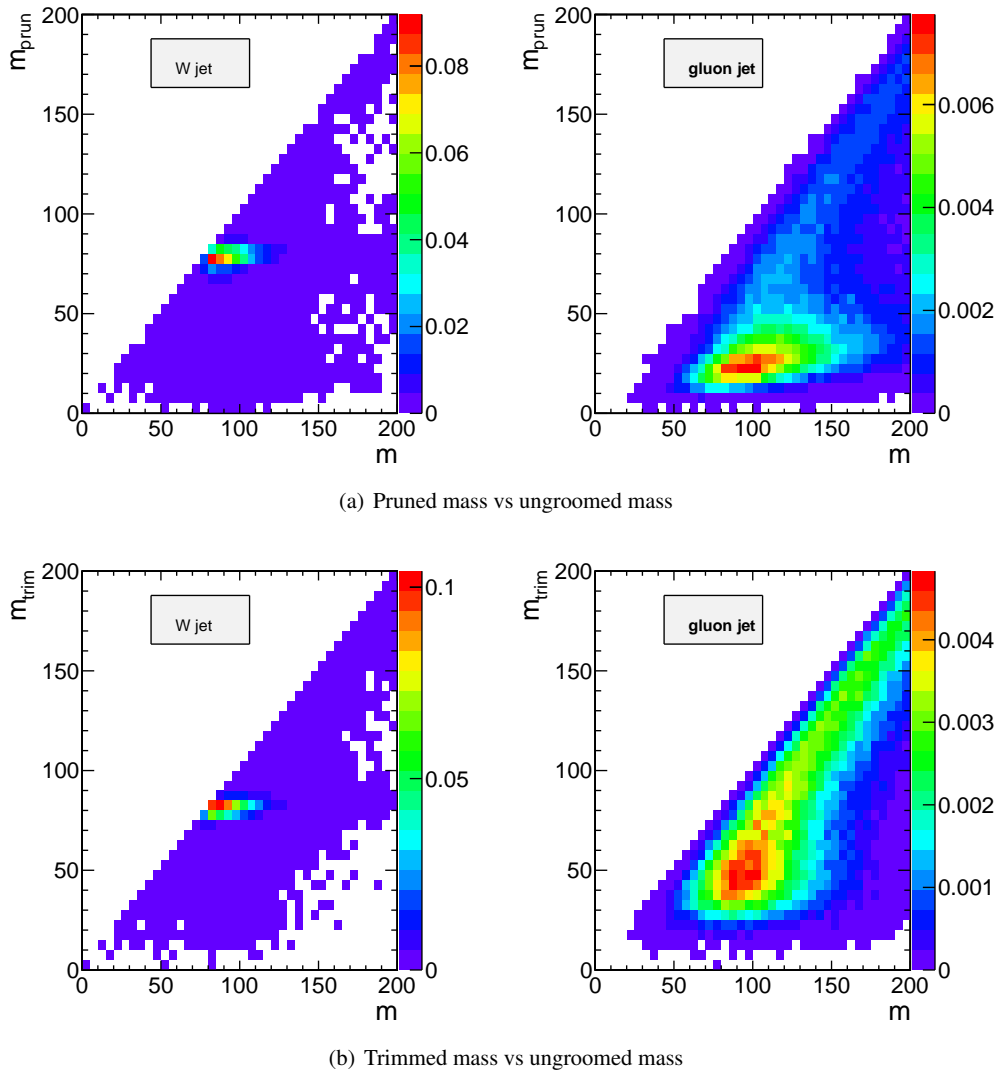 m_prun
200
150
100
50
0
W jet
0 50 100 150 200
m
0.08
0.06
0.04
0.02
0
m_prun
200
150
100
50
0
gluon jet
0 50 100 150 200
m
0.006
0.004
0.002
0
(a) Pruned mass vs ungroomed mass
m_trim
200
150
100
50
0
W jet
0 50 100 150 200
m
0.1
0.05
0
m_trim
200
150
100
50
0
gluon jet
0 50 100 150 200
m
0.004
0.003
0.002
0.001
0
(b) Trimmed mass vs ungroomed mass